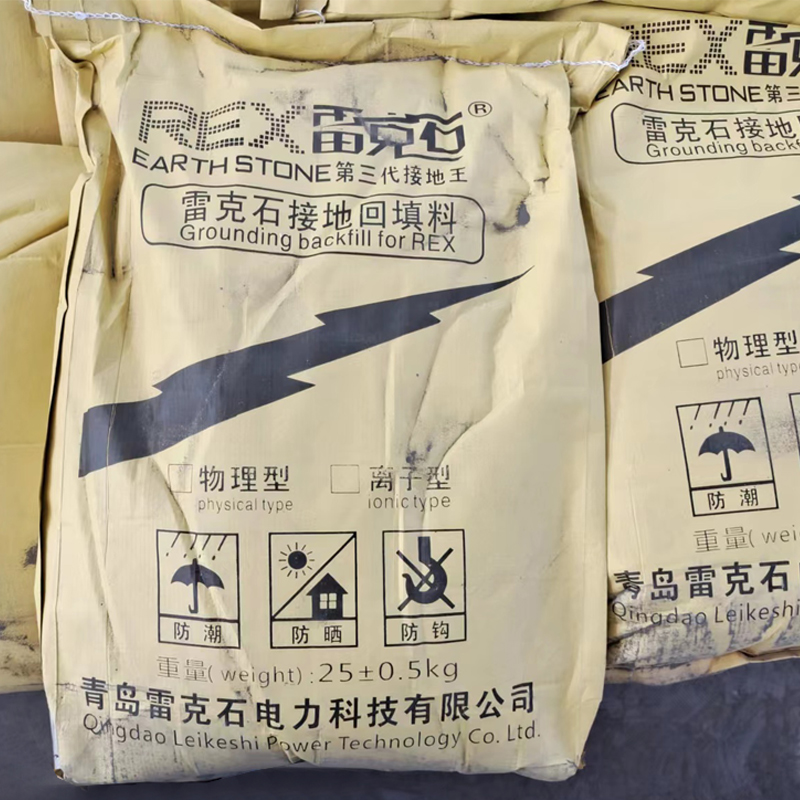 REX雷克石®
EARTH STONE第三代接地王
雷克石接地回填料
Grounding backfill for REX
物理型 离子型
physical type ionic type
防潮 防晒 防钩
重量(weight):25±0.5kg
青岛雷克石电力科技有限公司
Qingdao Leikeshi Power Technology Co. Ltd.
REX雷克
EARTH STONE第三
雷克石接地
Grounding backf
物理型
physical type
防潮
重量(wei
青岛雷克石
Qingdao Leikeshi